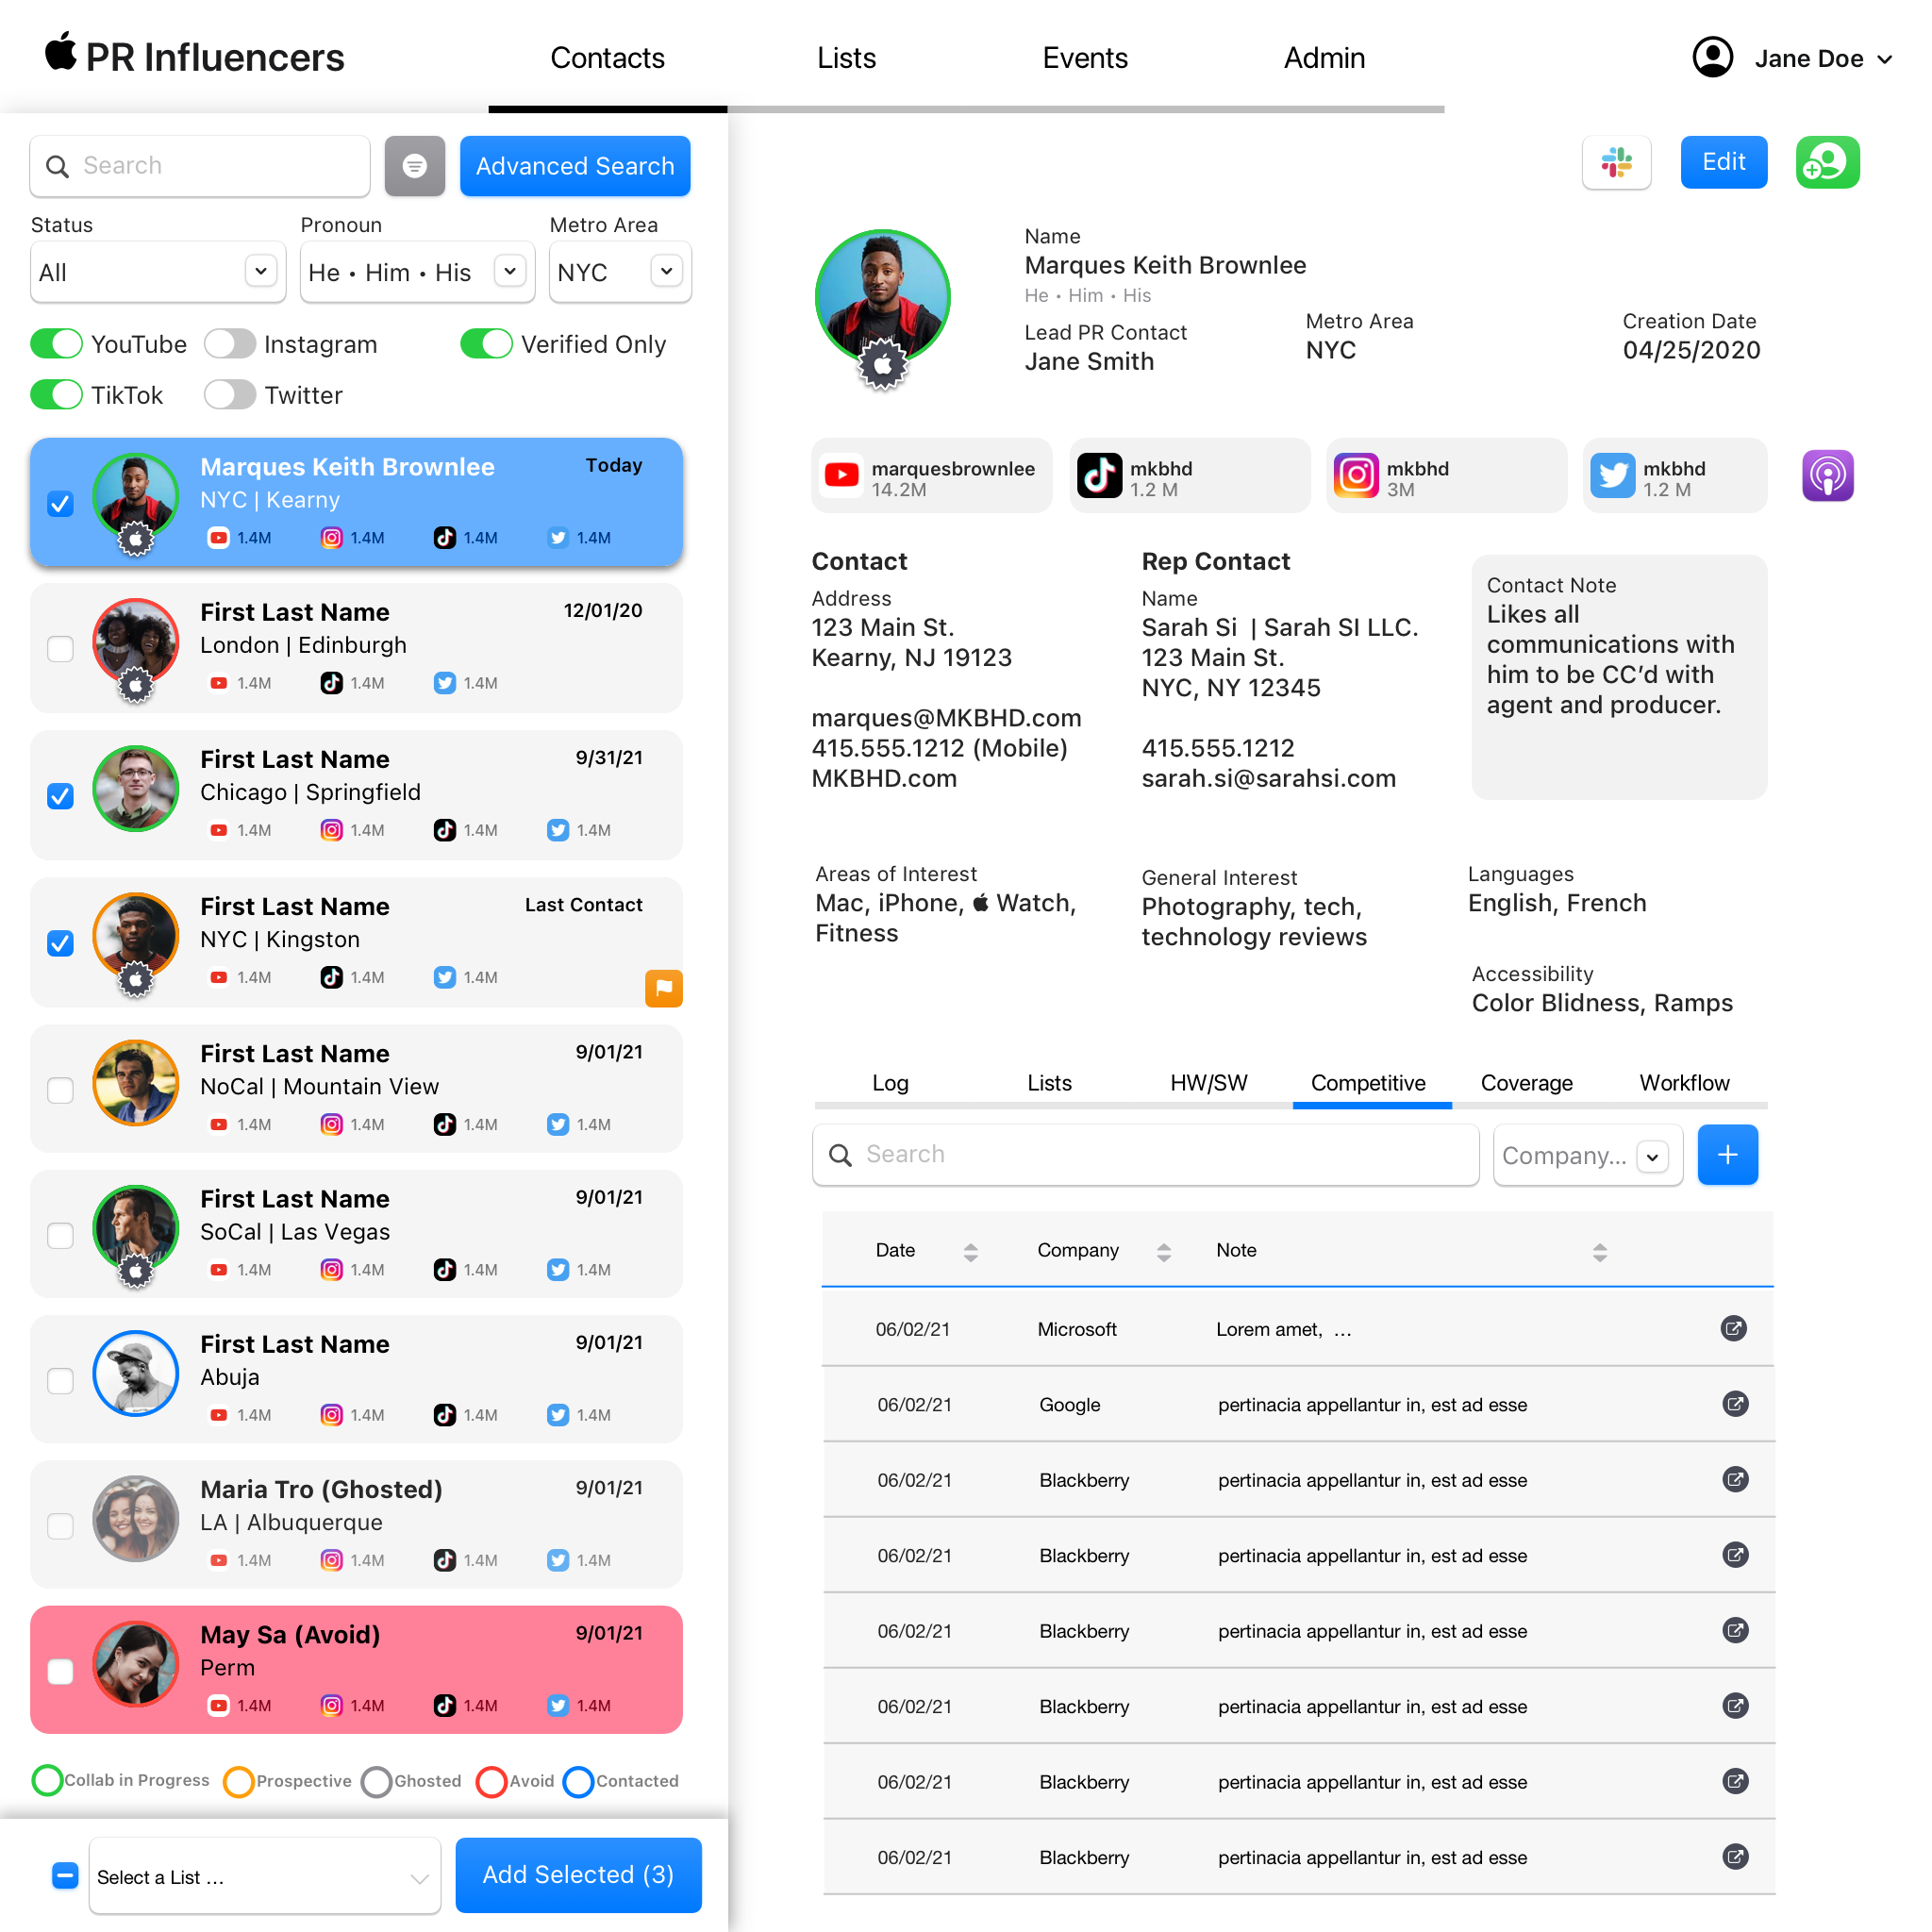 PR Influencers
Contacts
Lists
Events
Admin
Jane Doe
Search
Advanced Search
Status
Pronoun
Metro Area
All
He • Him • His
NYC
YouTube
Instagram
Verified Only
TikTok
Twitter
Marques Keith Brownlee
Today
NYC | Kearny
1.4M
1.4M
1.4M
1.4M
First Last Name
12/01/20
London | Edinburgh
1.4M
1.4M
1.4M
First Last Name
9/31/21
Chicago | Springfield
1.4M
1.4M
1.4M
1.4M
First Last Name
Last Contact
NYC | Kingston
1.4M
1.4M
1.4M
First Last Name
9/01/21
NoCal | Mountain View
1.4M
1.4M
1.4M
1.4M
First Last Name
9/01/21
SoCal | Las Vegas
1.4M
1.4M
1.4M
1.4M
First Last Name
9/01/21
Abuja
1.4M
1.4M
1.4M
1.4M
Maria Tro (Ghosted)
9/01/21
LA | Albuquerque
1.4M
1.4M
1.4M
1.4M
May Sa (Avoid)
9/01/21
Perm
1.4M
1.4M
1.4M
1.4M
Collab in Progress
Prospective
Ghosted
Avoid
Contacted
Select a List ...
Add Selected (3)
Edit
Name
Marques Keith Brownlee
He • Him • His
Lead PR Contact
Jane Smith
Metro Area
NYC
Creation Date
04/25/2020
marquesbrownlee
14.2M
mkbhd
1.2 M
mkbhd
3M
mkbhd
1.2 M
Contact
Address
123 Main St.
Kearny, NJ 19123
marques@MKBHD.com
415.555.1212 (Mobile)
MKBHD.com
Rep Contact
Name
Sarah Si | Sarah SI LLC.
123 Main St.
NYC, NY 12345
415.555.1212
sarah.si@sarahsi.com
Contact Note
Likes all
communications with
him to be CC’d with
agent and producer.
Areas of Interest
Mac, iPhone,  Watch,
Fitness
General Interest
Photography, tech,
technology reviews
Languages
English, French
Accessibility
Color Blidness, Ramps
Log
Lists
HW/SW
Competitive
Coverage
Workflow
Search
Company...
Date
Company
Note
06/02/21
Microsoft
Lorem amet, ...
06/02/21
Google
pertinacia appellantur in, est ad esse
06/02/21
Blackberry
pertinacia appellantur in, est ad esse
06/02/21
Blackberry
pertinacia appellantur in, est ad esse
06/02/21
Blackberry
pertinacia appellantur in, est ad esse
06/02/21
Blackberry
pertinacia appellantur in, est ad esse
06/02/21
Blackberry
pertinacia appellantur in, est ad esse
06/02/21
Blackberry
pertinacia appellantur in, est ad esse